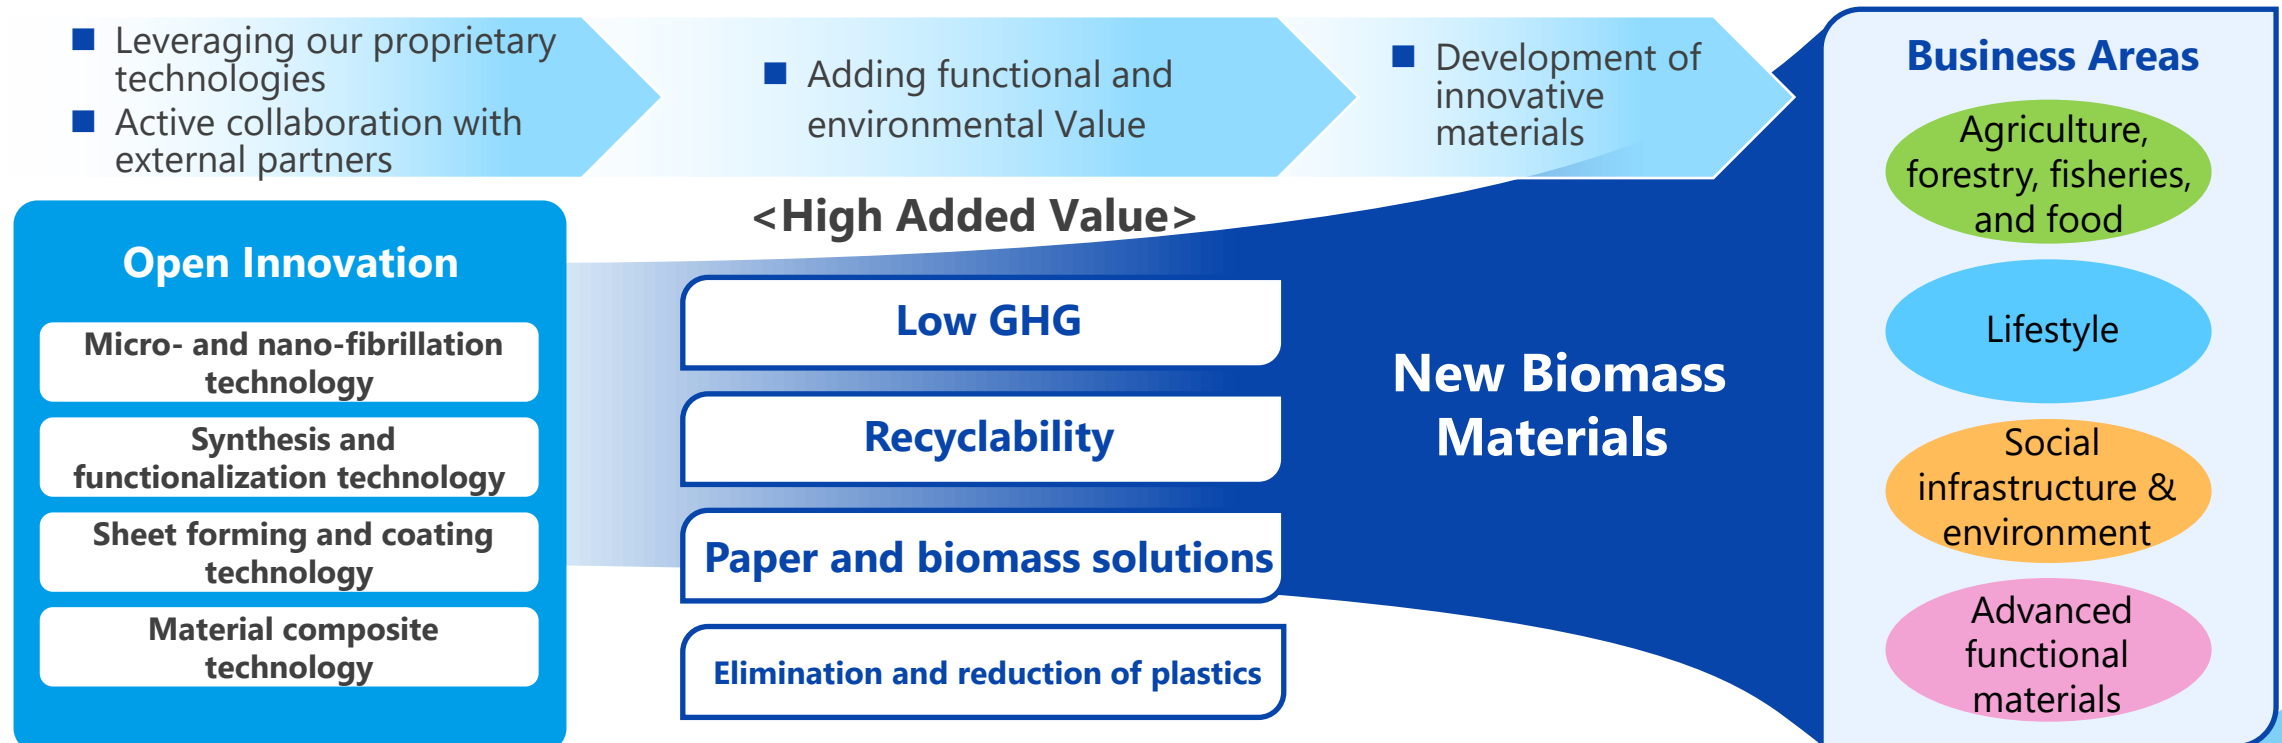 ■ Leveraging our proprietary
technologies
■ Active collaboration with
external partners
■ Adding functional and
environmental Value
■ Development of
innovative
materials
Open Innovation
Micro- and nano-fibrillation
technology
Synthesis and
functionalization technology
Sheet forming and coating
technology
Material composite
technology
<High Added Value>
Low GHG
Recyclability
Paper and biomass solutions
Elimination and reduction of plastics
New Biomass
Materials
Business Areas
Agriculture,
forestry, fisheries,
and food
Lifestyle
Social
infrastructure &
environment
Advanced
functional
materials